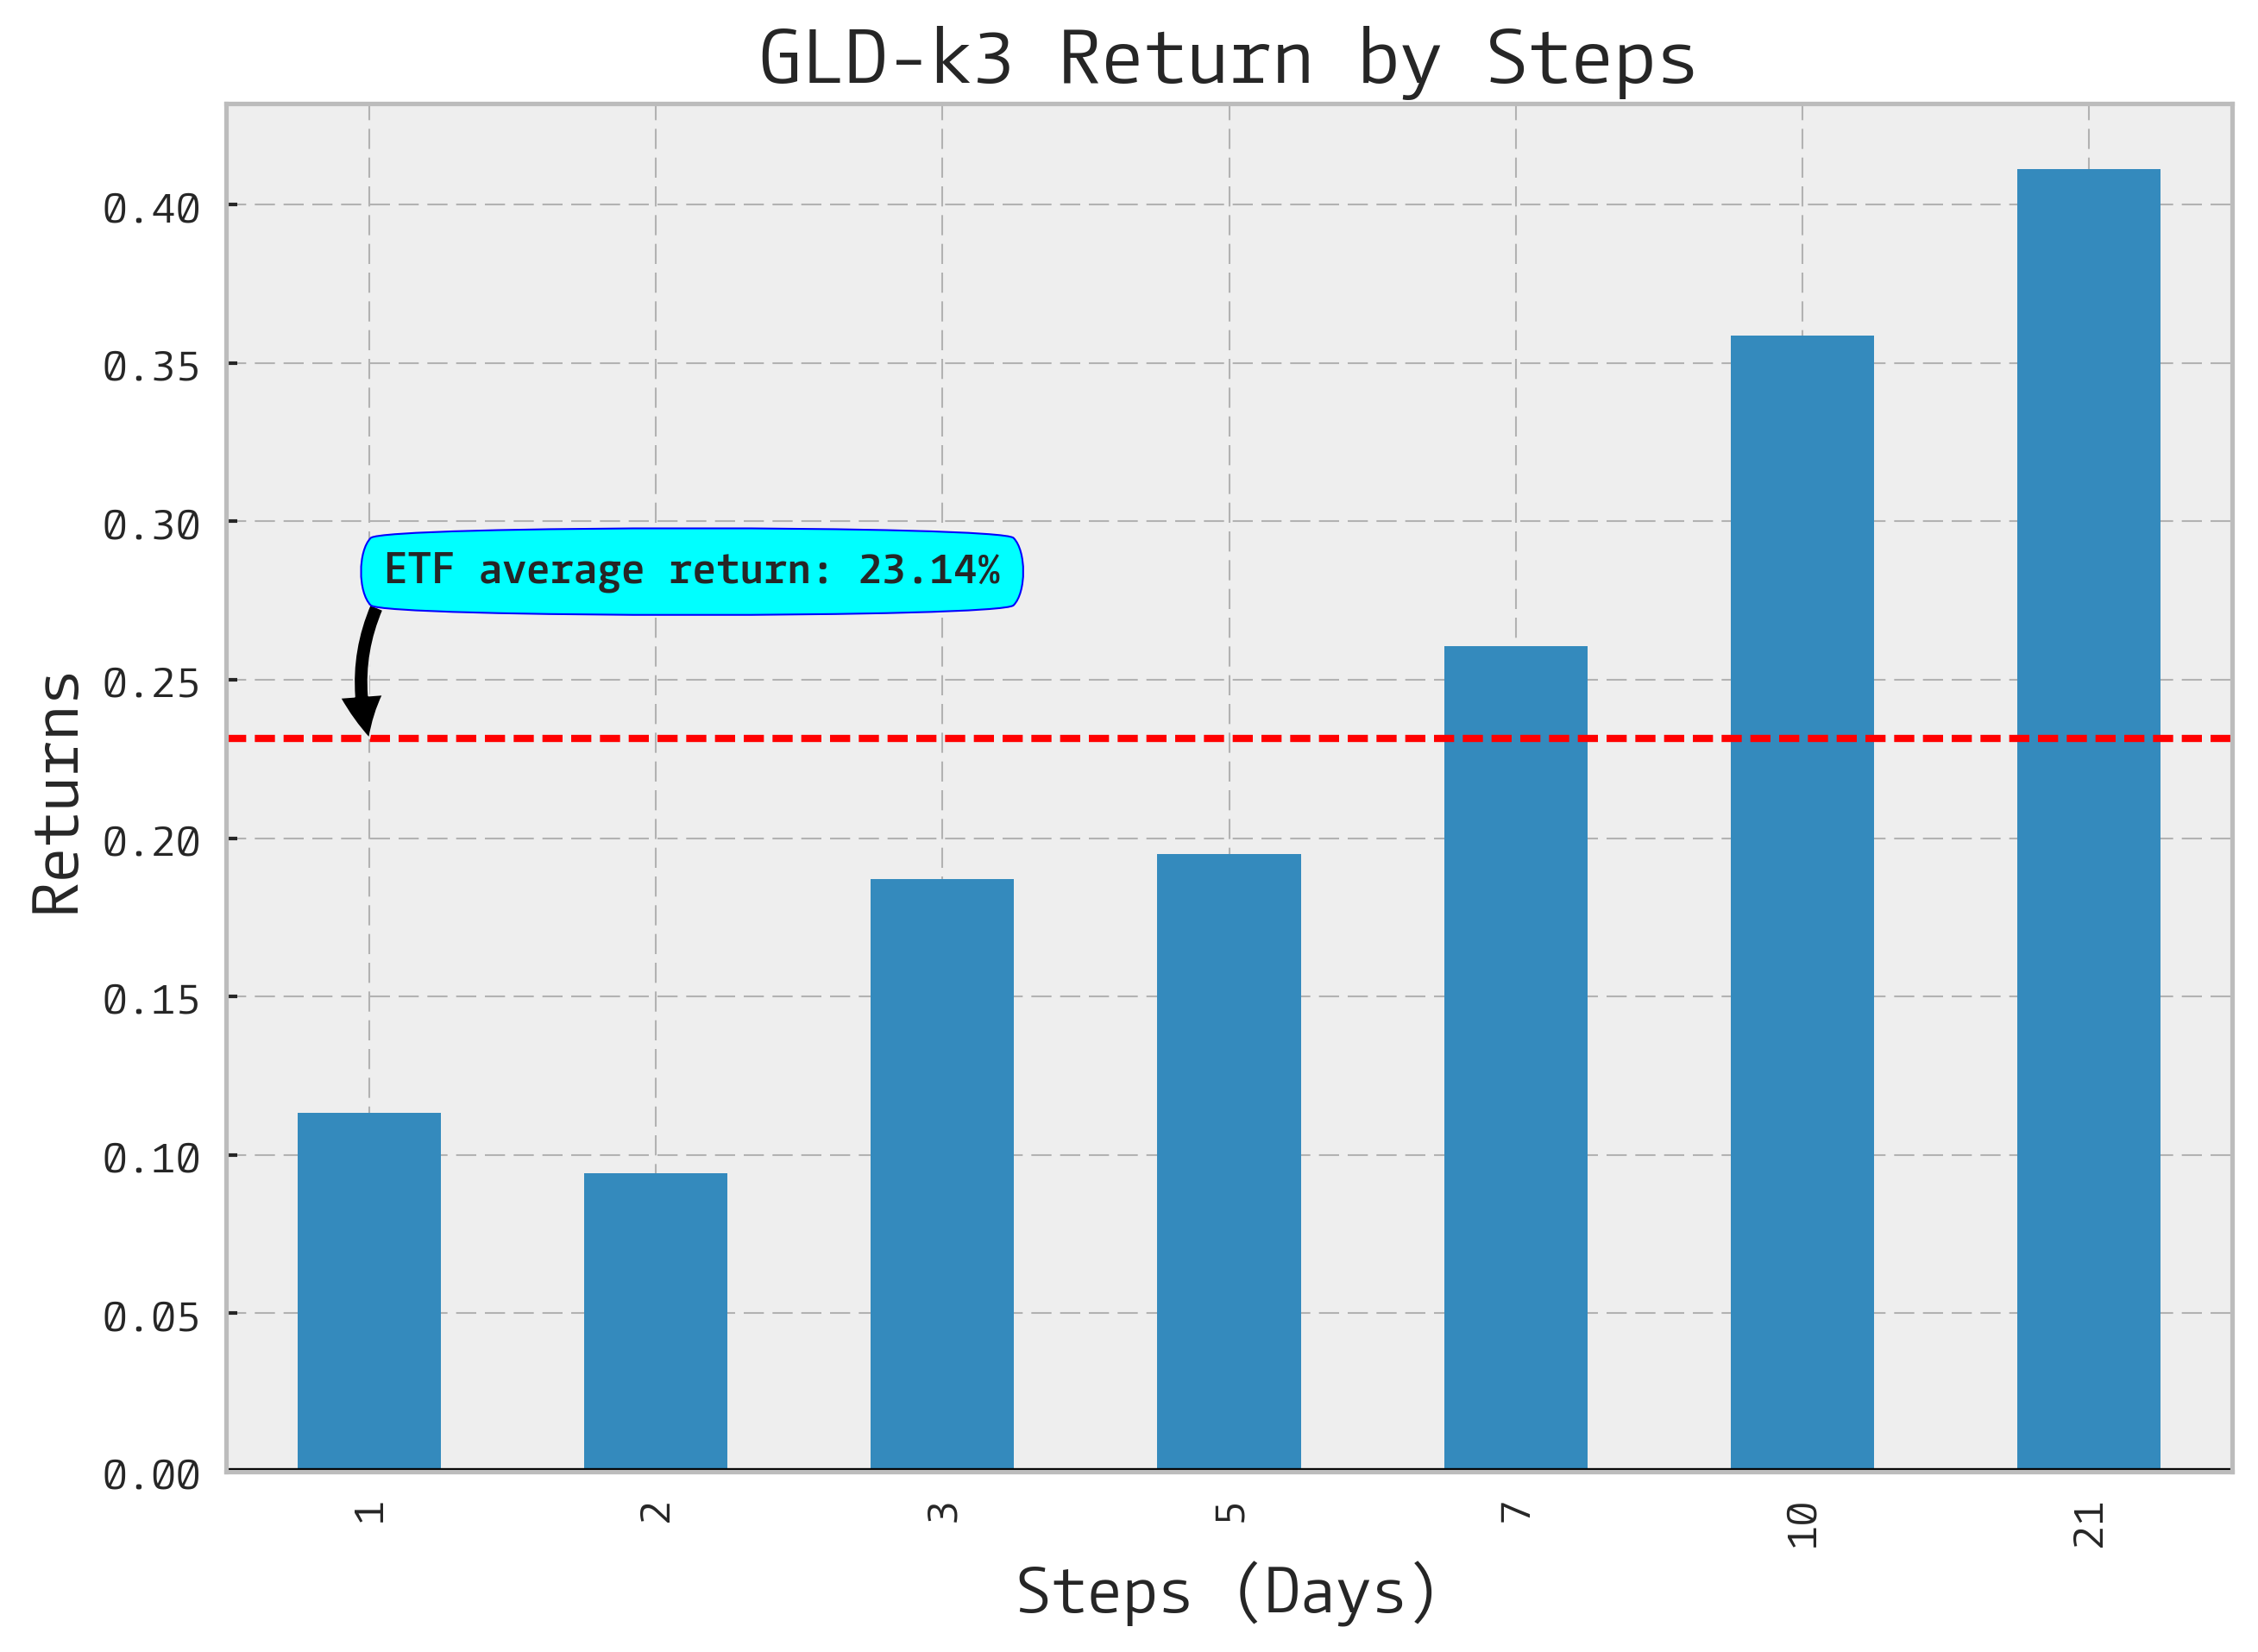 GLD-k3 Return by Steps
0.40
0.35
0.30
ETF average return: 23.14%
0.25
0.20
0.15
0.10
0.05
0.00
Returns
1 2 3 5 7 10 21
Steps (Days)